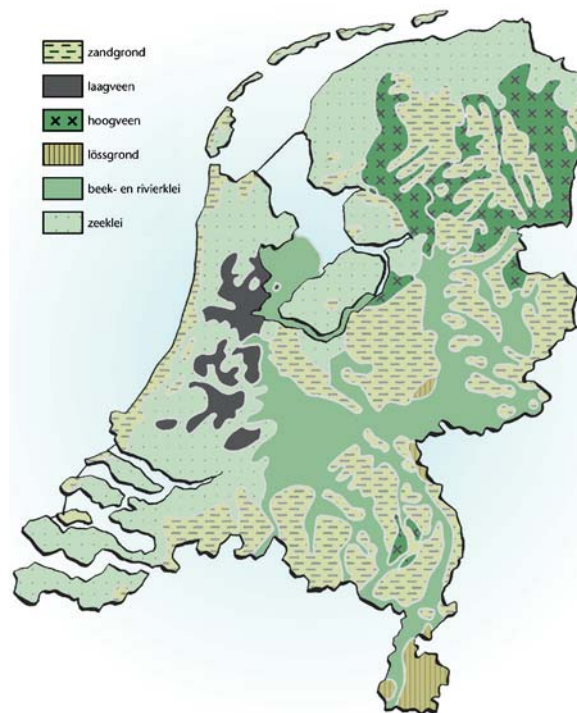 zandgrond
laagveen
hoogveen
lössgrond
beek- en rivierklei
zeeklei